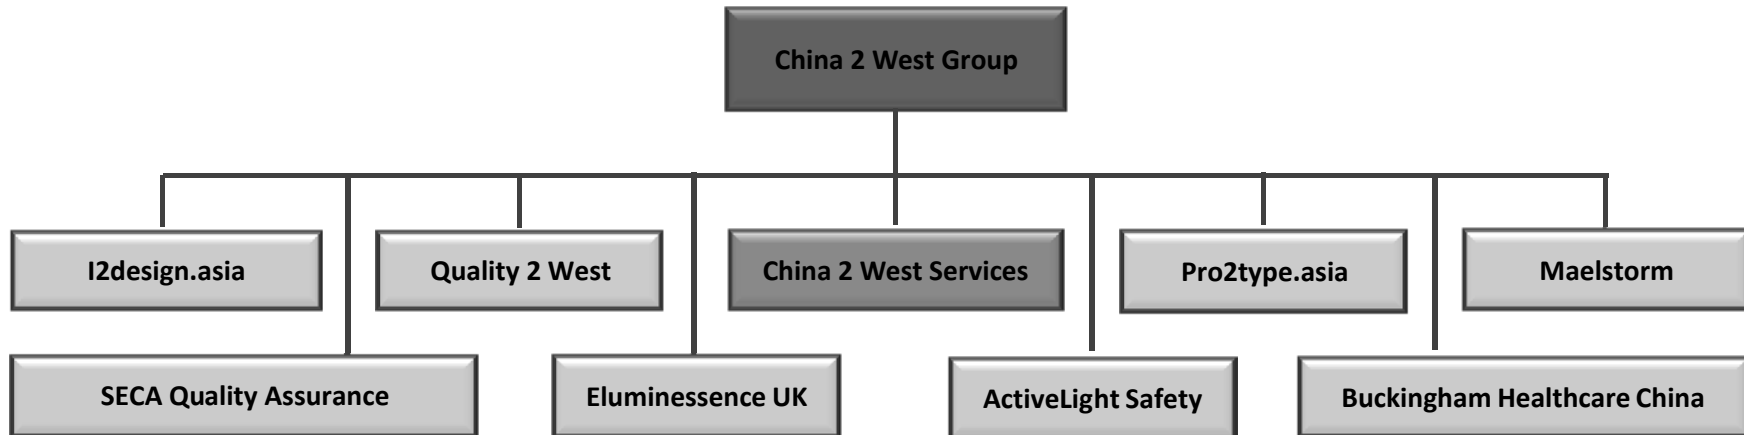 China 2 West Group
I2design.asia
Quality 2 West
China 2 West Services
Pro2type.asia
Maelstorm
SECA Quality Assurance
Eluminessence UK
ActiveLight Safety
Buckingham Healthcare China